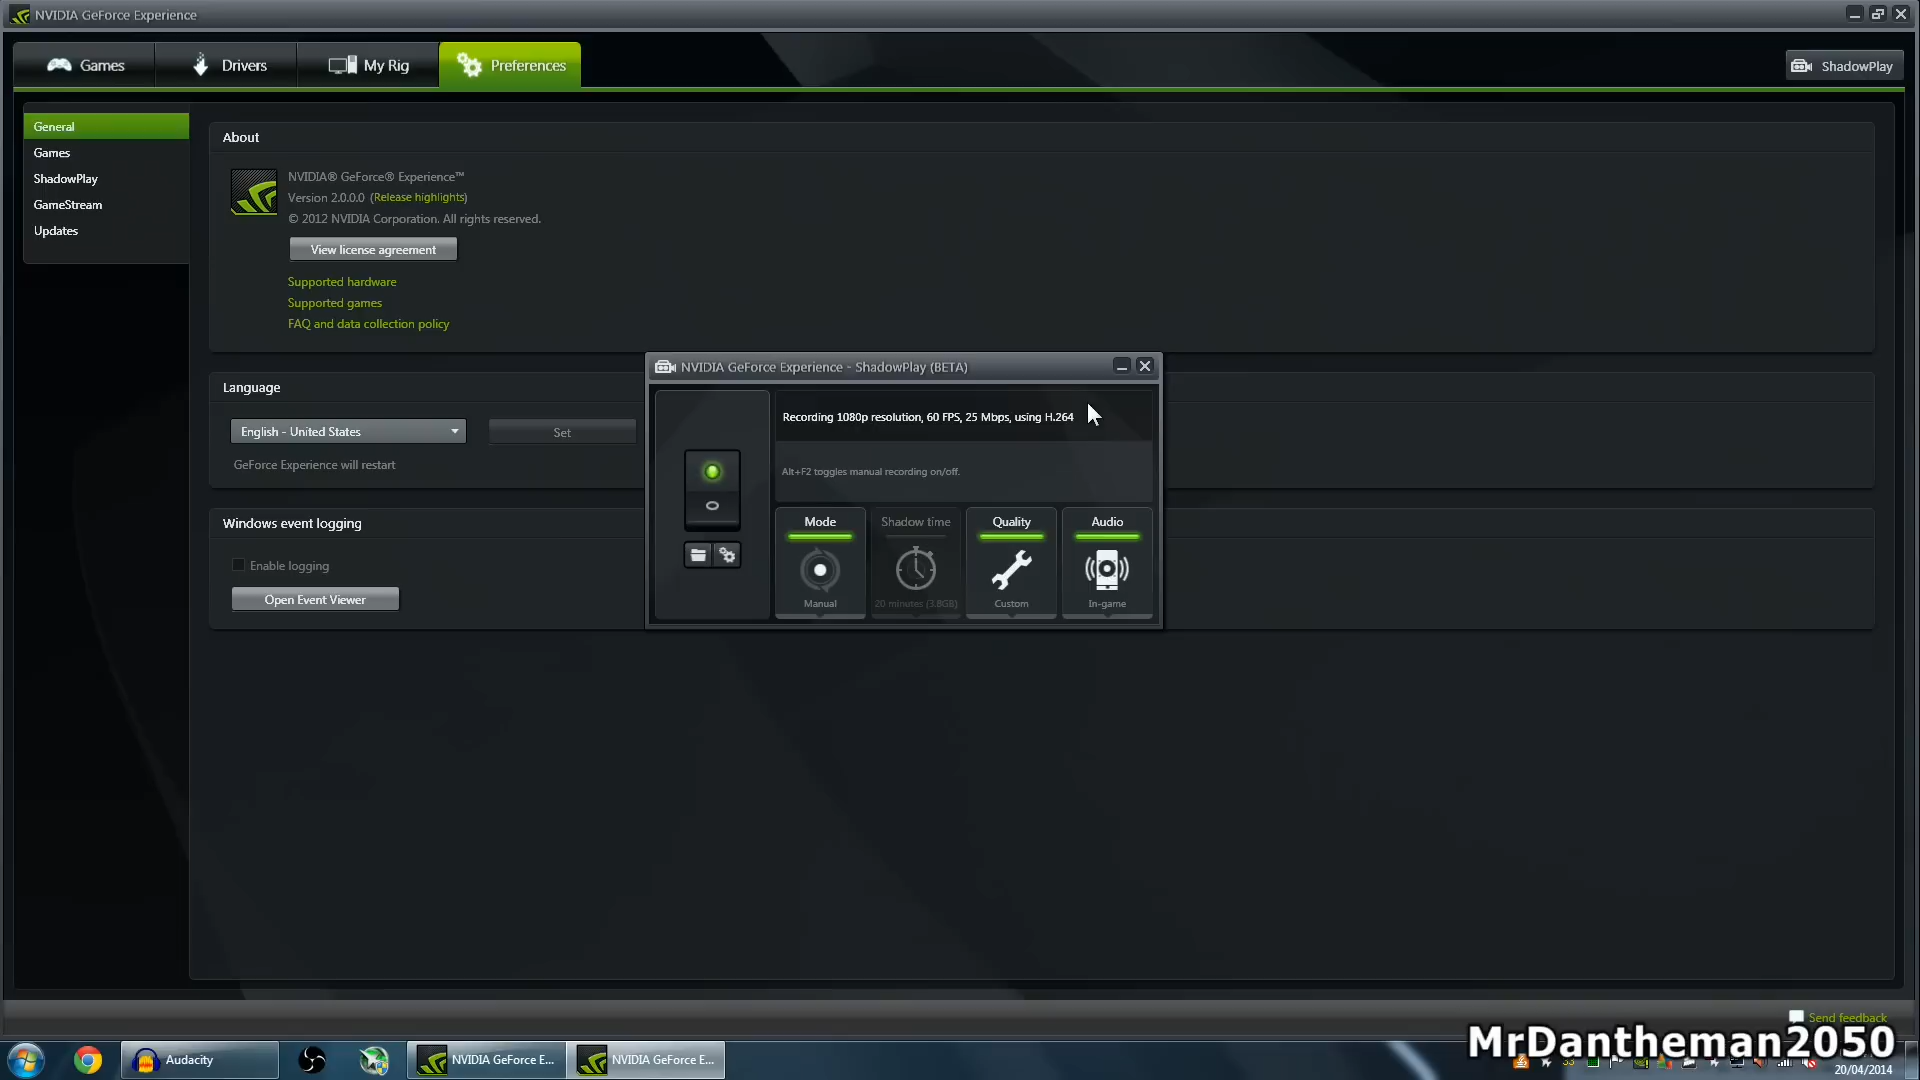 NVIDIA GeForce Experience
Games
Drivers
My Rig
Preferences
ShadowPlay
General
Games
ShadowPlay
GameStream
Updates
About
NVIDIA® GeForce® Experience™
Version 2.0.0.0 (Release highlights)
© 2012 NVIDIA Corporation. All rights reserved.
View license agreement
Supported hardware
Supported games
FAQ and data collection policy
Language
English - United States
Set
GeForce Experience will restart
Windows event logging
Enable logging
Open Event Viewer
NVIDIA GeForce Experience - ShadowPlay (BETA)
Recording 1080p resolution, 60 FPS, 25 Mbps, using H.264
Alt+F2 toggles manual recording on/off.
Mode
Shadow time
Quality
Audio
Manual
20 minutes (3.8GB)
Custom
In-game
Send feedback
MrDantheman2050
Audacity
NVIDIA GeForce E...
NVIDIA GeForce E...
20/04/2014